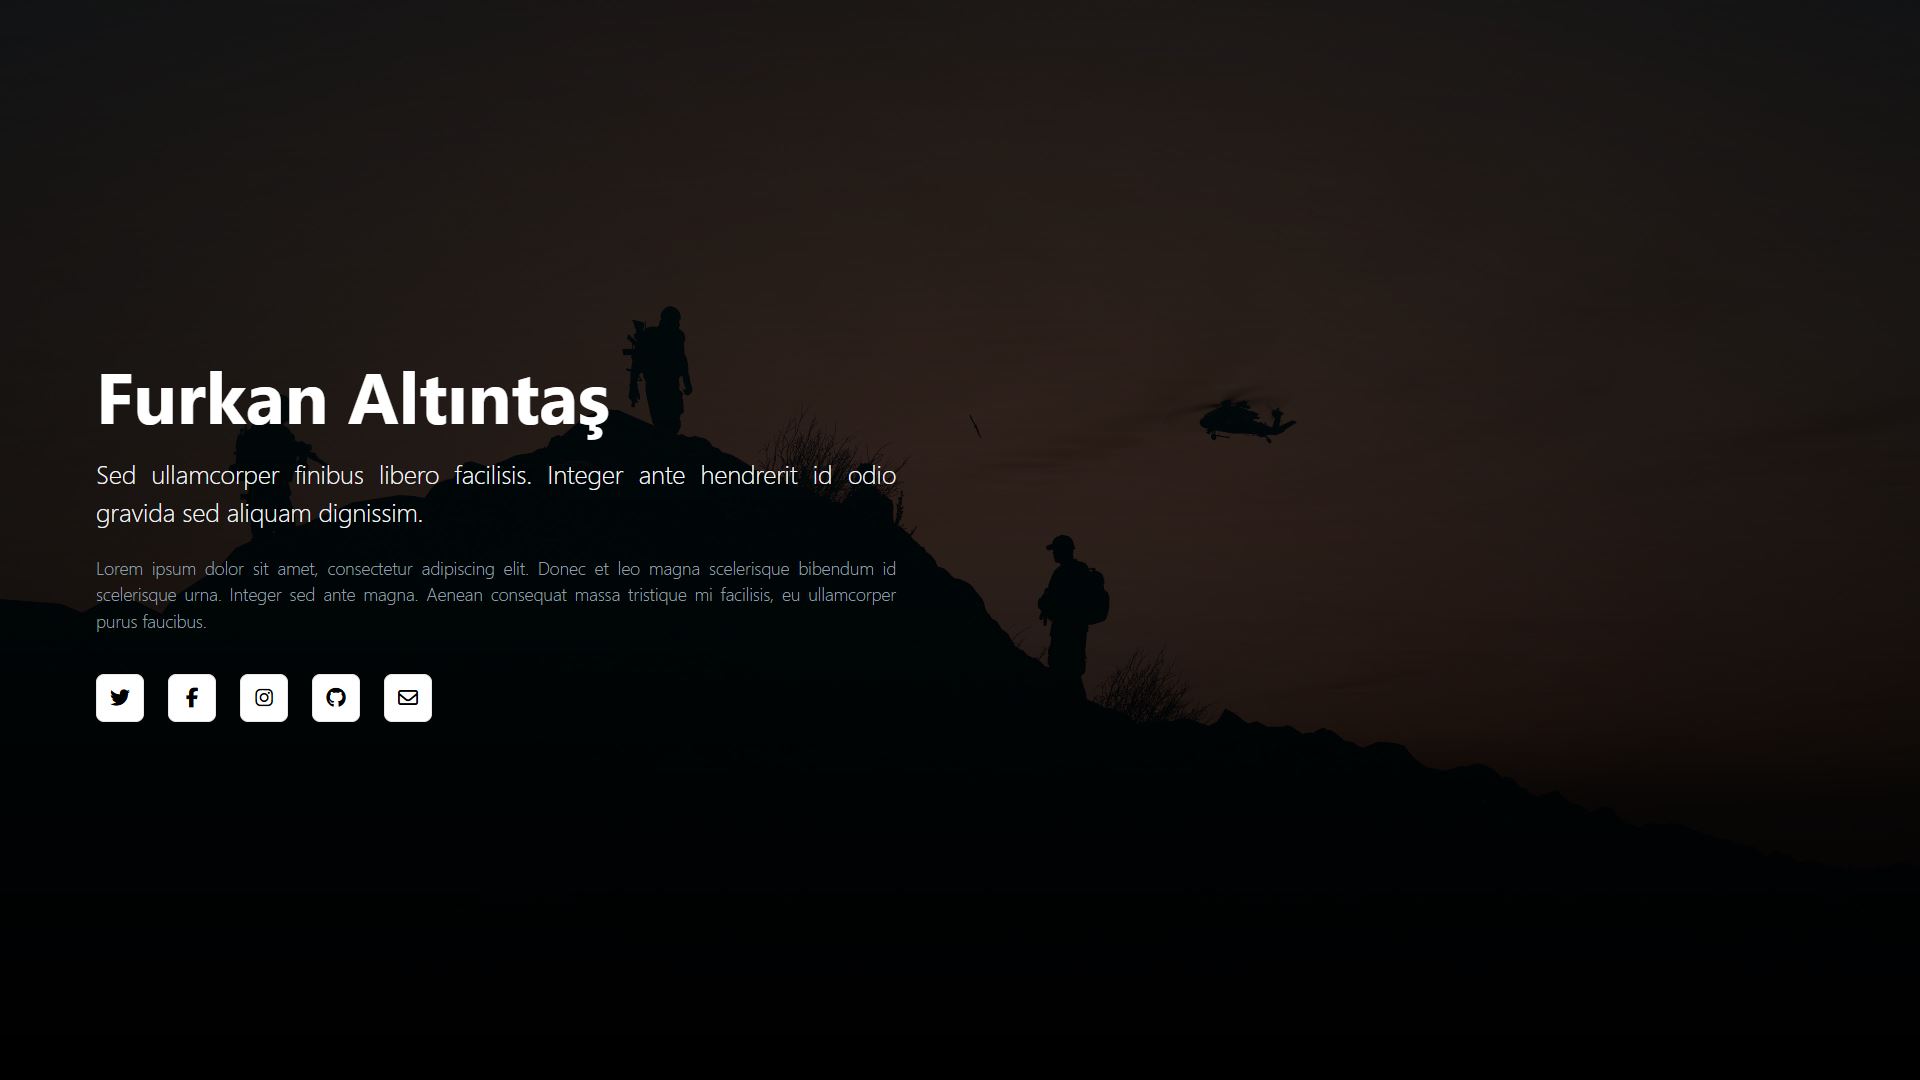 Furkan Altıntaş
Sed ullamcorper finibus libero facilisis. Integer ante hendrerit id odio
gravida sed aliquam dignissim.
Lorem ipsum dolor sit amet, consectetur adipiscing elit. Donec et leo magna scelerisque bibendum id
scelerisque urna. Integer sed ante magna. Aenean consequat massa tristique mi facilisis, eu ullamcorper
purus faucibus.